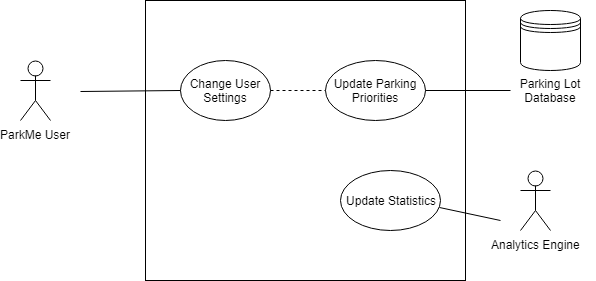 Change User
Settings
Update Parking
Priorities
Parking Lot
Database
ParkMe User
Update Statistics
Analytics Engine